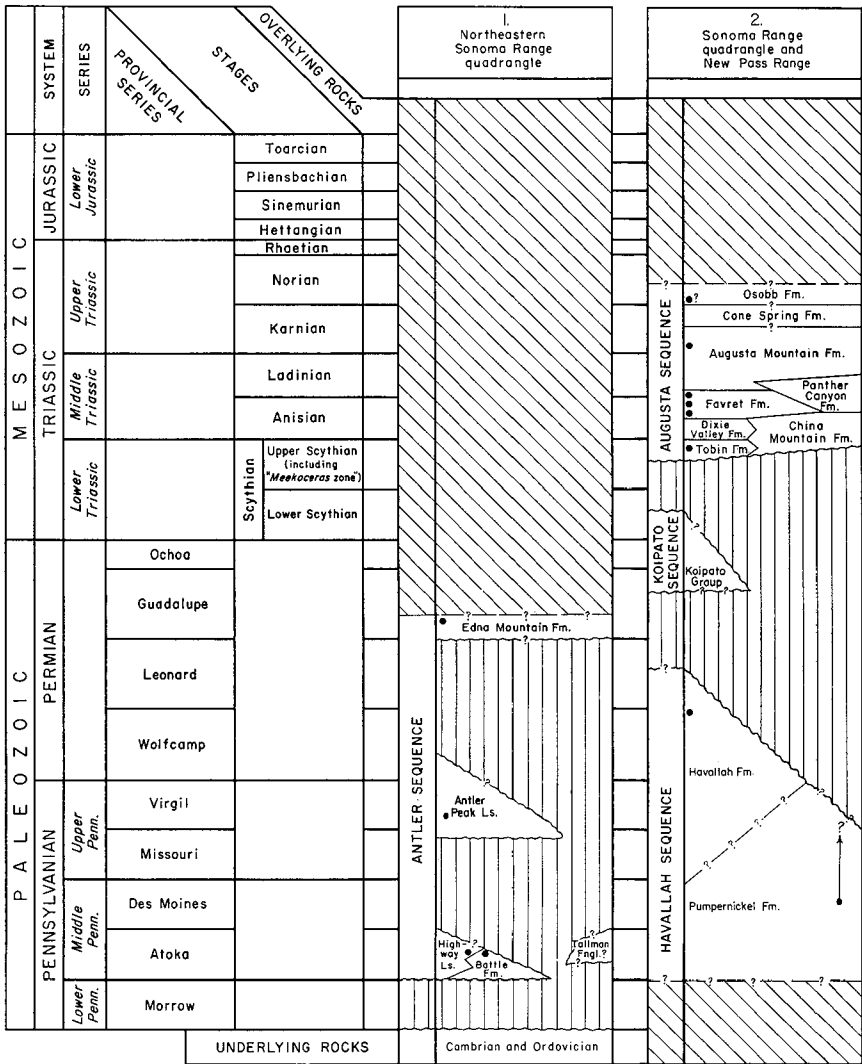 SYSTEM
SERIES
PROVINCIAL
SERIES
STAGES
OVERLYING ROCKS
1.
Northeastern
Sonoma Range
quadrangle
2.
Sonoma Range
quadrangle and
New Pass Range
MESOZOIC
JURASSIC
Lower
Jurassic
Toarcian
Pliensbachian
Sinemurian
Hettangian
TRIASSIC
Upper
Triassic
Rhaetian
Norian
Karnian
Middle
Triassic
Ladinian
Anisian
Lower
Triassic
Scythian
Upper Scythian
(including
"Meekoceras zone")
Lower Scythian
PALEOZOIC
PERMIAN
Ochoa
Guadalupe
Leonard
Wolfcamp
PENNSYLVANIAN
Upper
Penn.
Virgil
Missouri
Middle
Penn.
Des Moines
Atoka
Lower
Penn.
Morrow
UNDERLYING ROCKS
ANTLER SEQUENCE
? ? ?
Edna Mountain Fm.
?
?
Antler
Peak Ls.
?
High-
way
Ls.
Battle
Fm.
?
Tallman
Fngl.?
?
Cambrian and Ordovician
AUGUSTA SEQUENCE
? ?
? Osobb Fm.
?
Cone Spring Fm.
?
Augusta Mountain Fm.
Panther
Canyon
Fm.
Favret Fm.
Dixie
Valley Fm.
China
Mountain Fm.
Tobin Fm.
KOIPATO
SEQUENCE
?
Koipato
Group
? ?
HAVALLAH SEQUENCE
?
Havallah Fm.
?
?
?
?
?
?
Pumpernickel Fm.
? ? ?